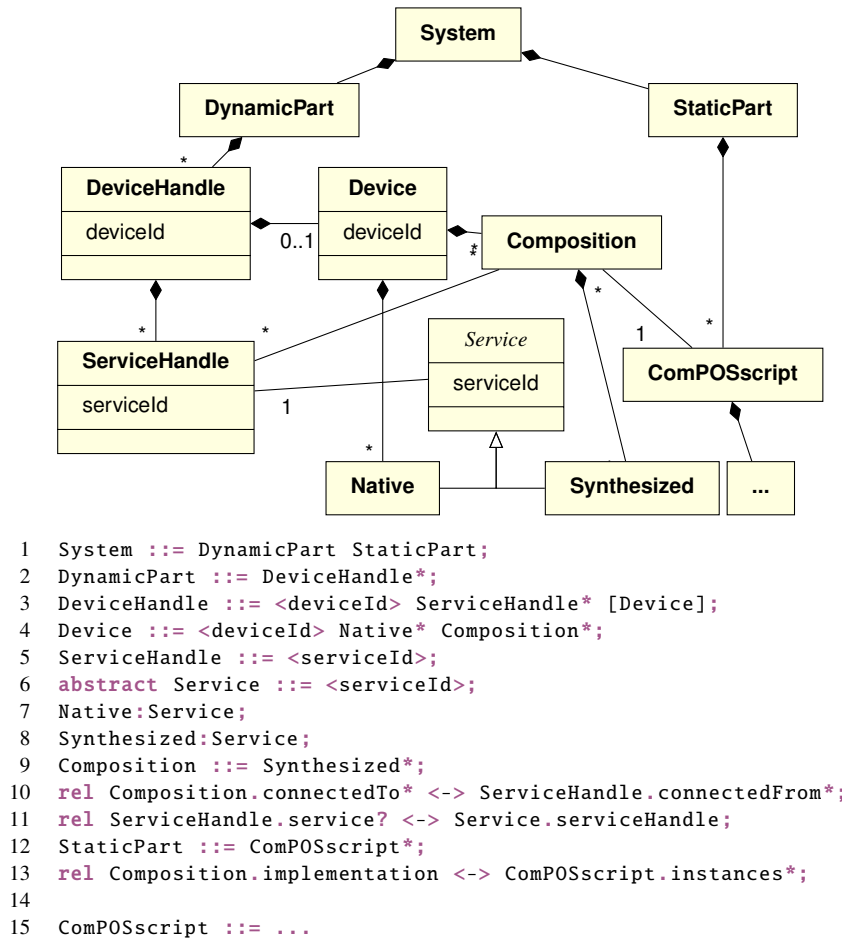 System
DynamicPart
StaticPart
*
DeviceHandle
deviceId
Device
deviceId
0..1
*
*
Composition
*
*
*
1
*
Service
serviceId
ServiceHandle
serviceId
1
ComPOSscript
*
Native
Synthesized
...
1 System ::= DynamicPart StaticPart;
2 DynamicPart ::= DeviceHandle*;
3 DeviceHandle ::= <deviceId> ServiceHandle* [Device];
4 Device ::= <deviceId> Native* Composition*;
5 ServiceHandle ::= <serviceId>;
6 abstract Service ::= <serviceId>;
7 Native:Service;
8 Synthesized:Service;
9 Composition ::= Synthesized*;
10 rel Composition.connectedTo* <-> ServiceHandle.connectedFrom*;
11 rel ServiceHandle.service? <-> Service.serviceHandle;
12 StaticPart ::= ComPOSscript*;
13 rel Composition.implementation <-> ComPOSscript.instances*;
14
15 ComPOSscript ::= ...